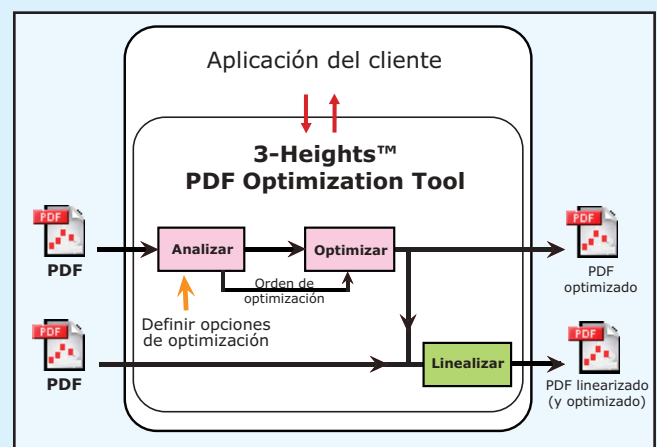 Aplicación del cliente
3-Heights™
PDF Optimization Tool
PDF
PDF
Analizar
Optimizar
Orden de
optimización
PDF
PDF
optimizado
Definir opciones
de optimización
PDF
PDF
Linealizar
PDF
PDF linearizado
(y optimizado)